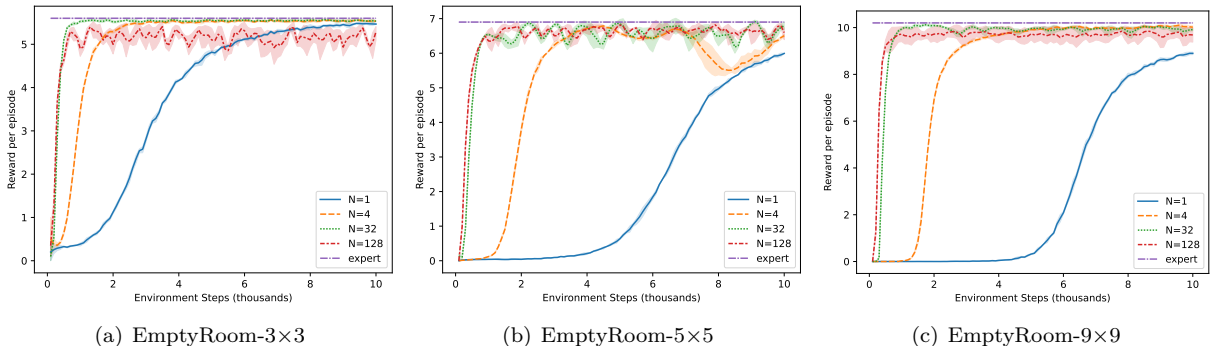 Reward per episode
5
4
3
2
1
0
0 2 4 6 8 10
Environment Steps (thousands)
N=1
N=4
N=32
N=128
expert
(a) EmptyRoom-3×3
Reward per episode
7
6
5
4
3
2
1
0
0 2 4 6 8 10
Environment Steps (thousands)
N=1
N=4
N=32
N=128
expert
(b) EmptyRoom-5×5
Reward per episode
10
8
6
4
2
0
0 2 4 6 8 10
Environment Steps (thousands)
N=1
N=4
N=32
N=128
expert
(c) EmptyRoom-9×9